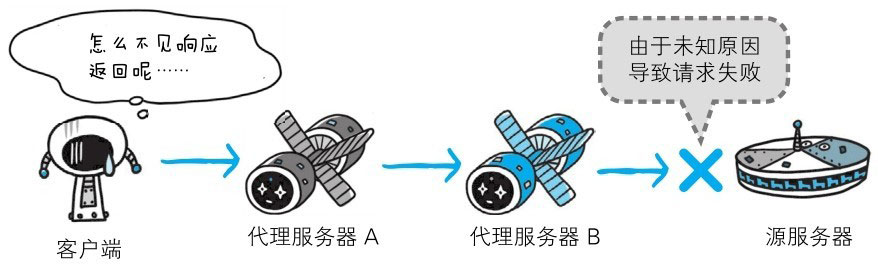 怎么不见响应
返回呢……
由于未知原因
导致请求失败
客户端
代理服务器 A
代理服务器 B
源服务器